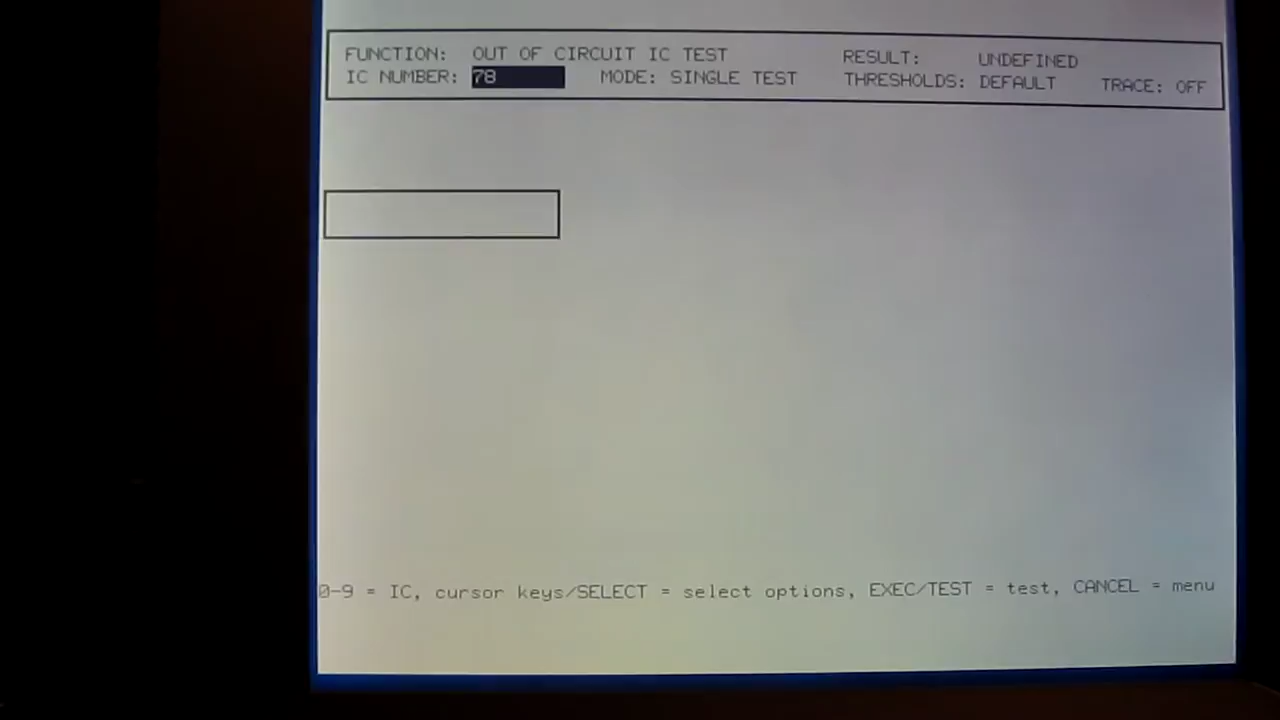 FUNCTION: OUT OF CIRCUIT IC TEST RESULT: UNDEFINED
IC NUMBER: 78 MODE: SINGLE TEST THRESHOLDS: DEFAULT TRACE: OFF
0-9 = IC, cursor keys/SELECT = select options, EXEC/TEST = test, CANCEL = menu